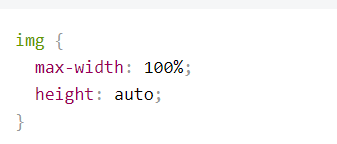 img {
  max-width: 100%;
  height: auto;
}